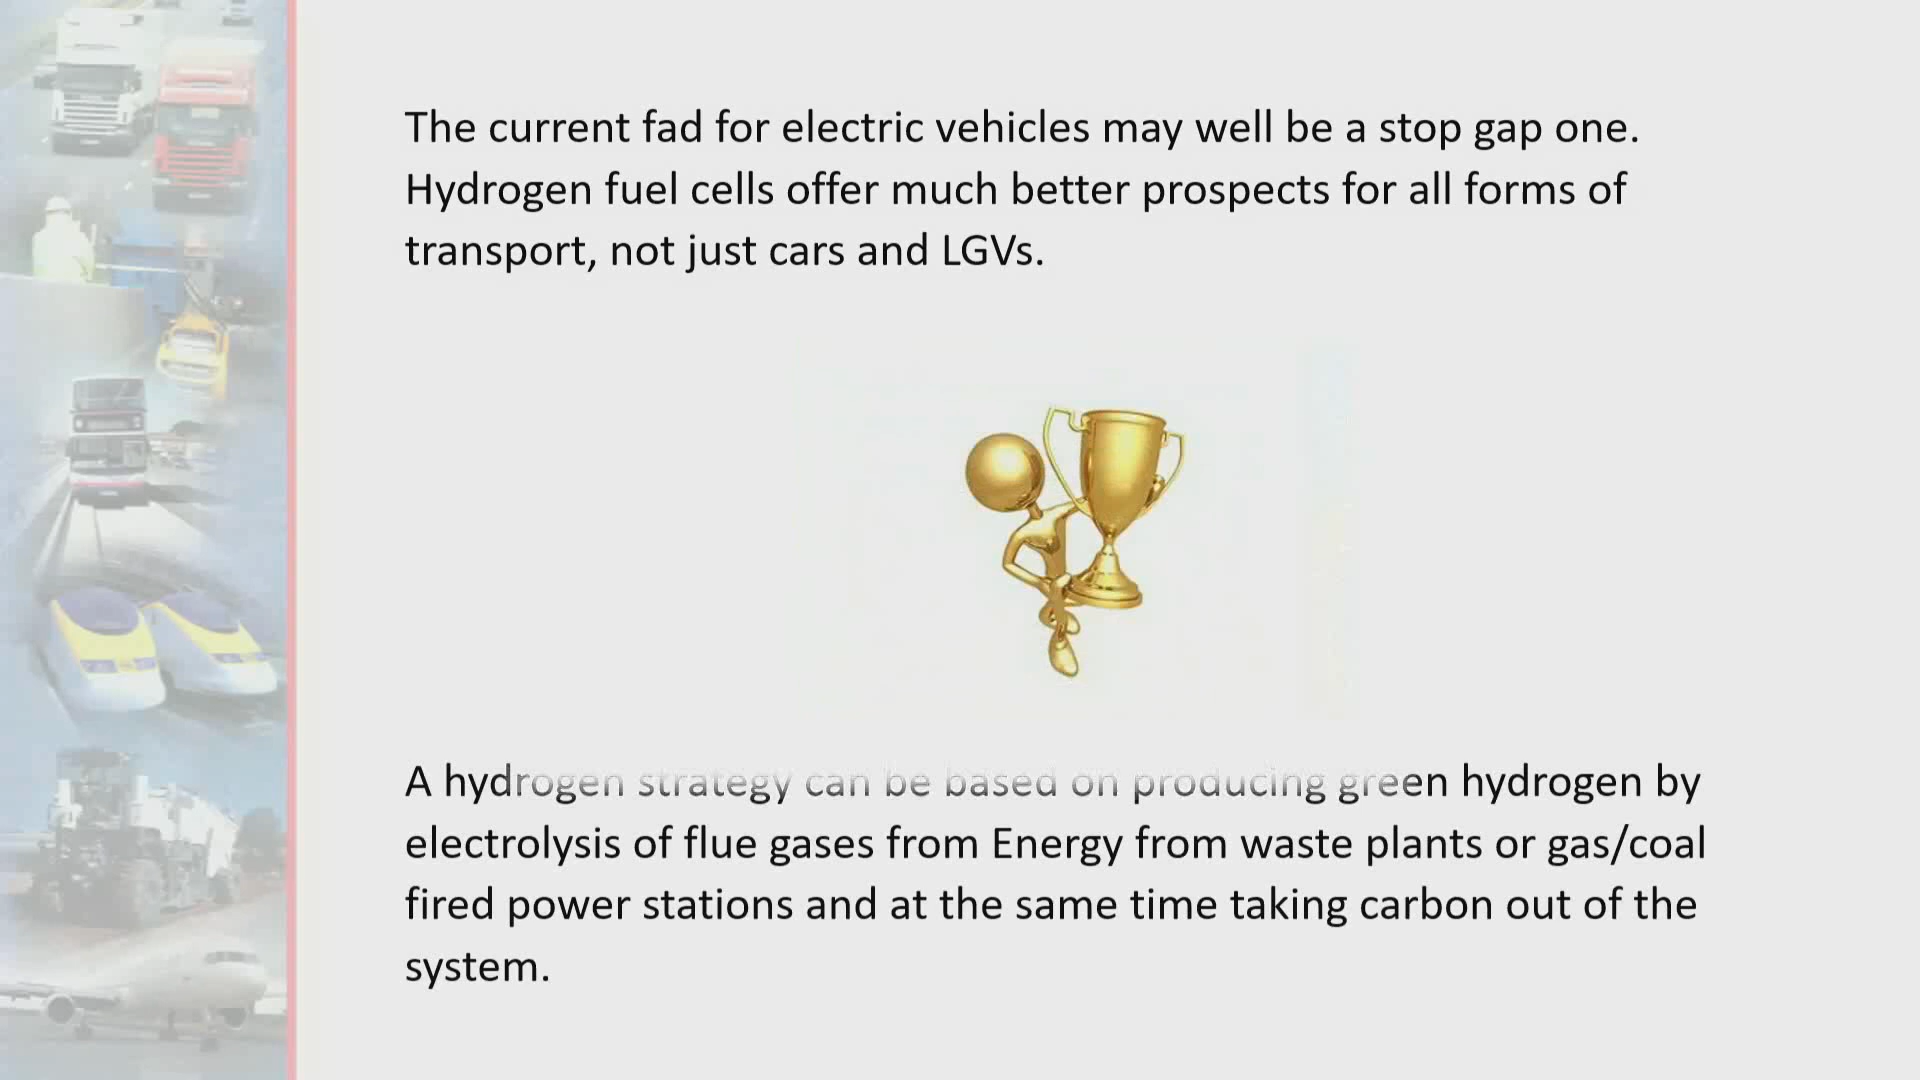 The current fad for electric vehicles may well be a stop gap one.
Hydrogen fuel cells offer much better prospects for all forms of
transport, not just cars and LGVs.
A hydrogen strategy can be based on producing green hydrogen by
electrolysis of flue gases from Energy from waste plants or gas/coal
fired power stations and at the same time taking carbon out of the
system.